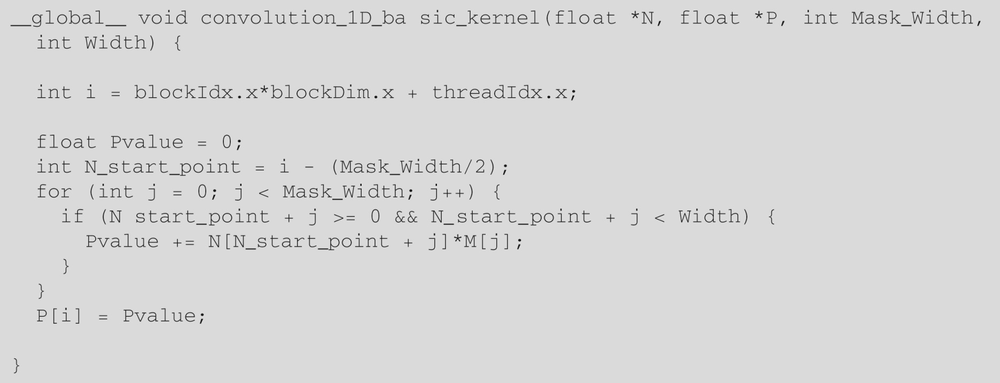 __global__ void convolution_1D_ba sic_kernel(float *N, float *P, int Mask_Width,
int Width) {
int i = blockIdx.x*blockDim.x + threadIdx.x;
float Pvalue = 0;
int N_start_point = i - (Mask_Width/2);
for (int j = 0; j < Mask_Width; j++) {
if (N start_point + j >= 0 && N_start_point + j < Width) {
Pvalue += N[N_start_point + j]*M[j];
}
}
P[i] = Pvalue;
}